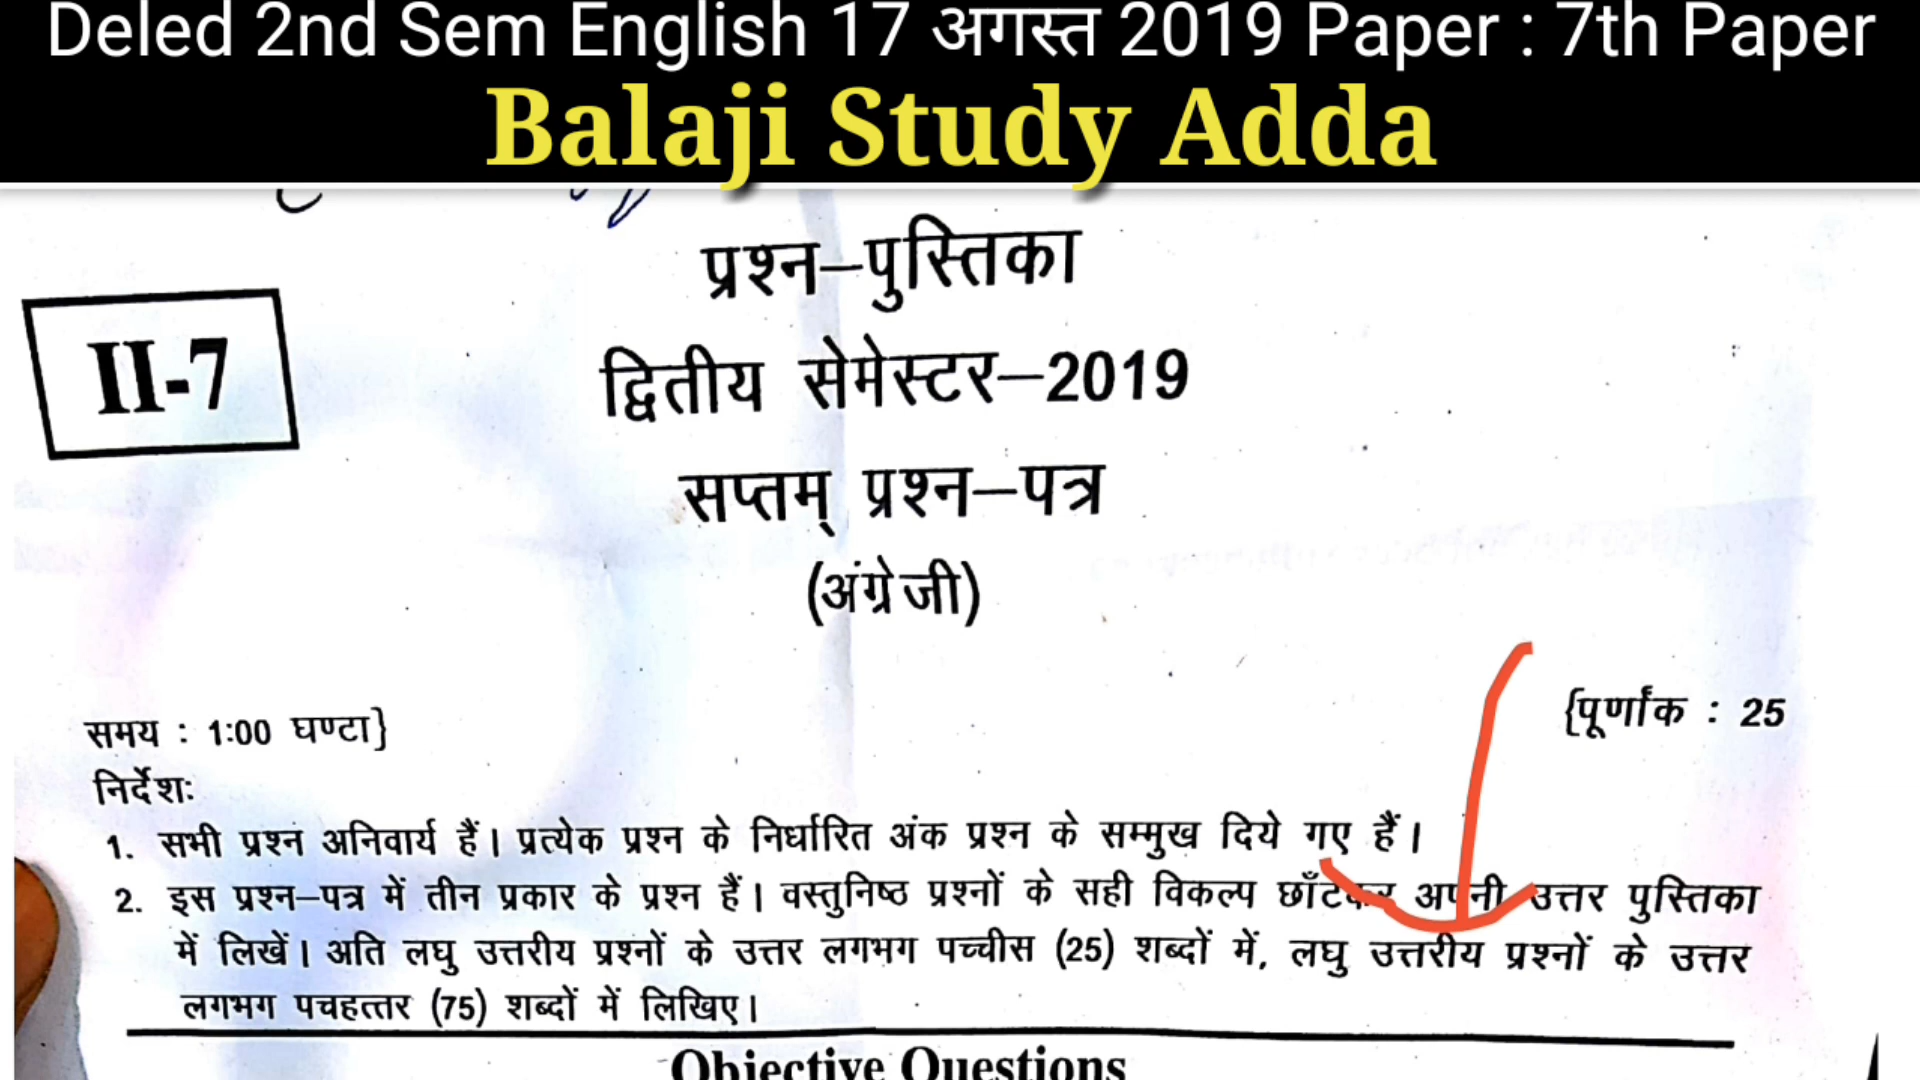 Deled 2nd Sem English 17 अगस्त 2019 Paper : 7th Paper
Balaji Study Adda
प्रश्न–पुस्तिका
II-7
द्वितीय सेमेस्टर–2019
सप्तम् प्रश्न–पत्र
(अंग्रेजी)
समय : 1:00 घण्टा}
{पूर्णांक : 25
निर्देशः
1. सभी प्रश्न अनिवार्य हैं। प्रत्येक प्रश्न के निर्धारित अंक प्रश्न के सम्मुख दिये गए हैं।
2. इस प्रश्न–पत्र में तीन प्रकार के प्रश्न हैं। वस्तुनिष्ठ प्रश्नों के सही विकल्प छाँटकर अपनी उत्तर पुस्तिका
में लिखें। अति लघु उत्तरीय प्रश्नों के उत्तर लगभग पच्चीस (25) शब्दों में, लघु उत्तरीय प्रश्नों के उत्तर
लगभग पचहत्तर (75) शब्दों में लिखिए।
Objective Questions